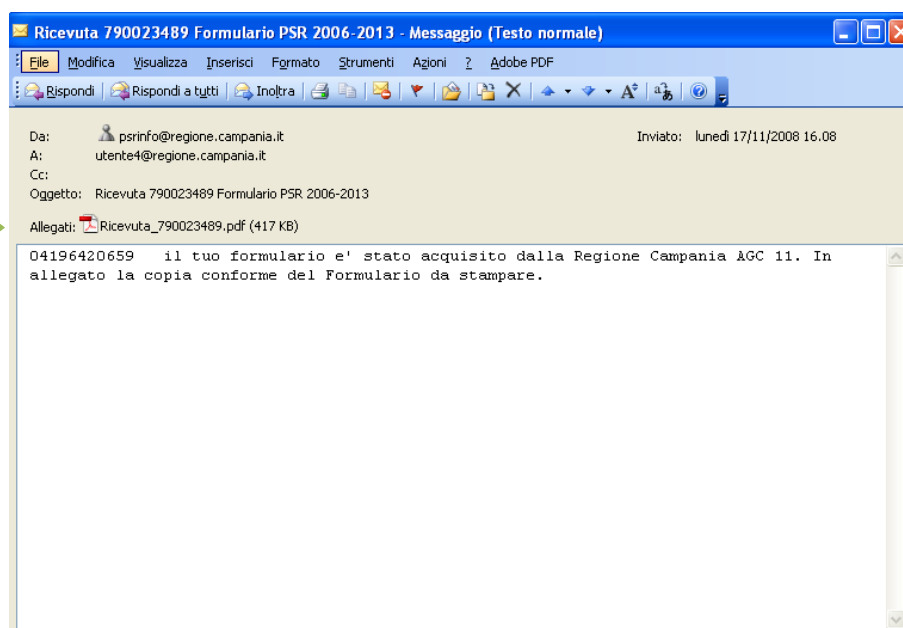 Ricevuta 790023489 Formulario PSR 2006-2013 - Messaggio (Testo normale)
File Modifica Visualizza Inserisci Formato Strumenti Azioni ? Adobe PDF
Rispondi Rispondi a tutti Inoltra
Da: psrinfo@regione.campania.it Inviato: lunedì 17/11/2008 16.08
A: utente4@regione.campania.it
Cc:
Oggetto: Ricevuta 790023489 Formulario PSR 2006-2013
Allegati: Ricevuta_790023489.pdf (417 KB)
04196420659 il tuo formulario e' stato acquisito dalla Regione Campania AGC 11. In
allegato la copia conforme del Formulario da stampare.